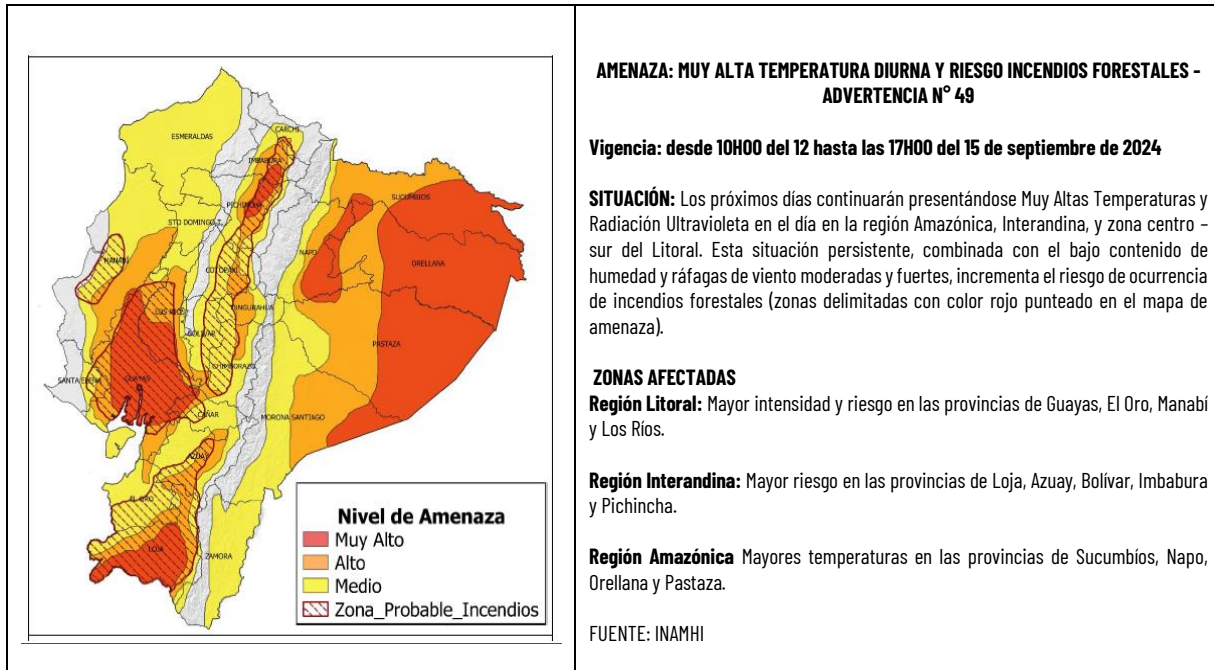 ESMERALDAS
CARCHI
IMBABURA
SUCUMBIOS
PICHINCHA
STO DOMINGO T.
NAPO
ORELLANA
MANABI
COTOPAXI
TUNGURAHUA
LOS RIOS
BOLIVAR
PASTAZA
CHIMBORAZO
SANTA ELENA
GUAYAS
CAÑAR
MORONA SANTIAGO
AZUAY
EL ORO
LOJA
ZAMORA
Nivel de Amenaza
Muy Alto
Alto
Medio
Zona_Probable_Incendios
AMENAZA: MUY ALTA TEMPERATURA DIURNA Y RIESGO INCENDIOS FORESTALES -
ADVERTENCIA N° 49
Vigencia: desde 10H00 del 12 hasta las 17H00 del 15 de septiembre de 2024
SITUACIÓN: Los próximos días continuarán presentándose Muy Altas Temperaturas y
Radiación Ultravioleta en el día en la región Amazónica, Interandina, y zona centro –
sur del Litoral. Esta situación persistente, combinada con el bajo contenido de
humedad y ráfagas de viento moderadas y fuertes, incrementa el riesgo de ocurrencia
de incendios forestales (zonas delimitadas con color rojo punteado en el mapa de
amenaza).
ZONAS AFECTADAS
Región Litoral: Mayor intensidad y riesgo en las provincias de Guayas, El Oro, Manabí
y Los Ríos.
Región Interandina: Mayor riesgo en las provincias de Loja, Azuay, Bolívar, Imbabura
y Pichincha.
Región Amazónica Mayores temperaturas en las provincias de Sucumbíos, Napo,
Orellana y Pastaza.
FUENTE: INAMHI